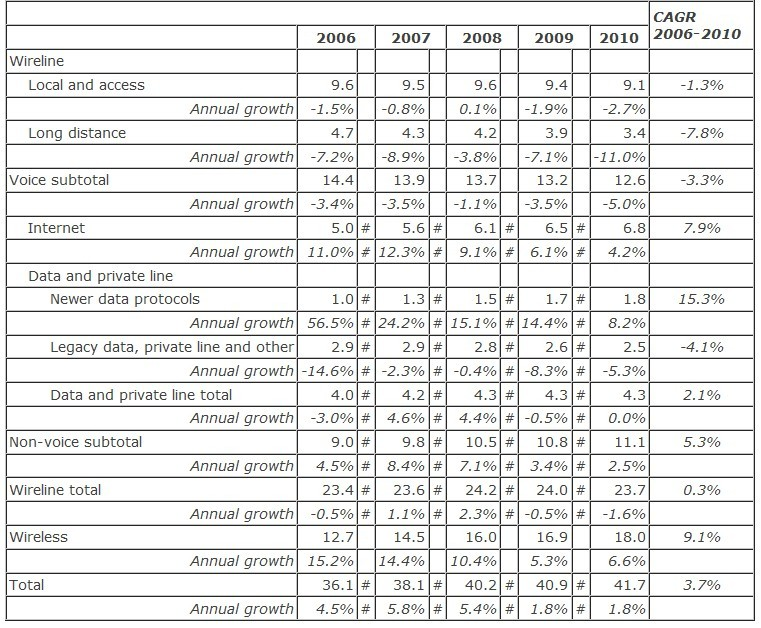 CAGR
2006 2007 2008 2009 2010 2006-2010
Wireline
Local and access 9.6 9.5 9.6 9.4 9.1 -1.3%
Annual growth -1.5% -0.8% 0.1% -1.9% -2.7%
Long distance 4.7 4.3 4.2 3.9 3.4 -7.8%
Annual growth -7.2% -8.9% -3.8% -7.1% -11.0%
Voice subtotal 14.4 13.9 13.7 13.2 12.6 -3.3%
Annual growth -3.4% -3.5% -1.1% -3.5% -5.0%
Internet 5.0 # 5.6 # 6.1 # 6.5 # 6.8 7.9%
Annual growth 11.0% # 12.3% # 9.1% # 6.1% # 4.2%
Data and private line
Newer data protocols 1.0 # 1.3 # 1.5 # 1.7 # 1.8 15.3%
Annual growth 56.5% # 24.2% # 15.1% # 14.4% # 8.2%
Legacy data, private line and other 2.9 # 2.9 # 2.8 # 2.6 # 2.5 -4.1%
Annual growth -14.6% # -2.3% # -0.4% # -8.3% # -5.3%
Data and private line total 4.0 # 4.2 # 4.3 # 4.3 # 4.3 2.1%
Annual growth -3.0% # 4.6% # 4.4% # -0.5% # 0.0%
Non-voice subtotal 9.0 # 9.8 # 10.5 # 10.8 # 11.1 5.3%
Annual growth 4.5% # 8.4% # 7.1% # 3.4% # 2.5%
Wireline total 23.4 # 23.6 # 24.2 # 24.0 # 23.7 0.3%
Annual growth -0.5% # 1.1% # 2.3% # -0.5% # -1.6%
Wireless 12.7 14.5 16.0 16.9 18.0 9.1%
Annual growth 15.2% 14.4% 10.4% 5.3% 6.6%
Total 36.1 # 38.1 # 40.2 # 40.9 # 41.7 3.7%
Annual growth 4.5% # 5.8% # 5.4% # 1.8% # 1.8%